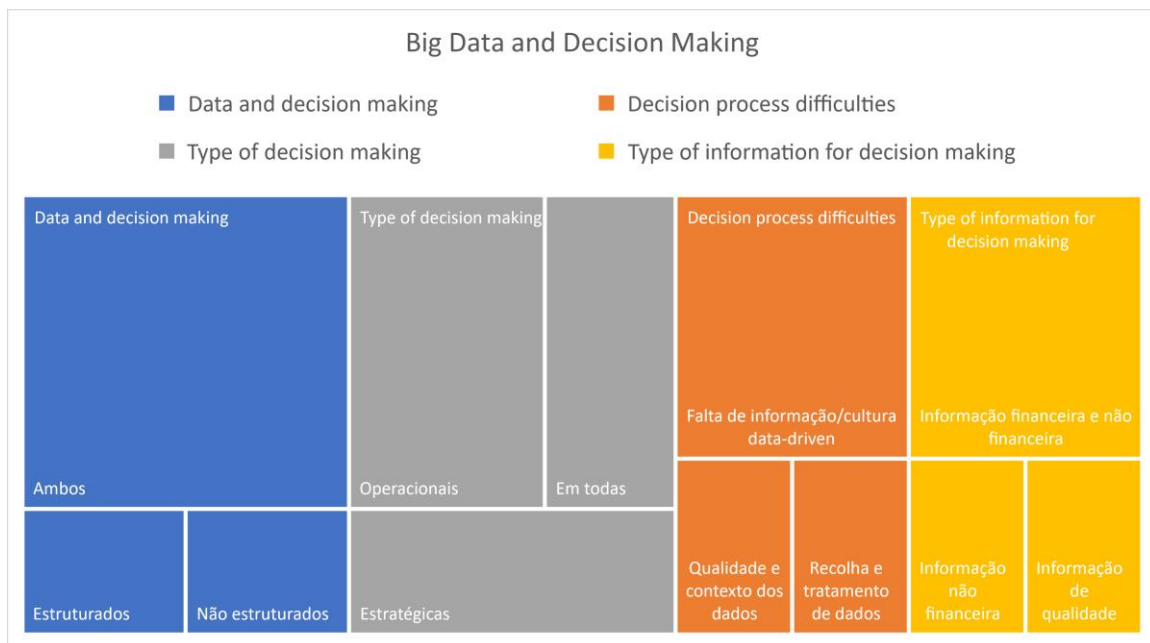 Big Data and Decision Making
Data and decision making
Decision process difficulties
Type of decision making
Type of information for decision making
Data and decision making
Ambos
Estruturados
Não estruturados
Type of decision making
Operacionais
Em todas
Estratégicas
Decision process difficulties
Falta de informação/cultura
data-driven
Qualidade e
contexto dos
dados
Recolha e
tratamento
de dados
Type of information for
decision making
Informação financeira e não
financeira
Informação
não
financeira
Informação
de
qualidade